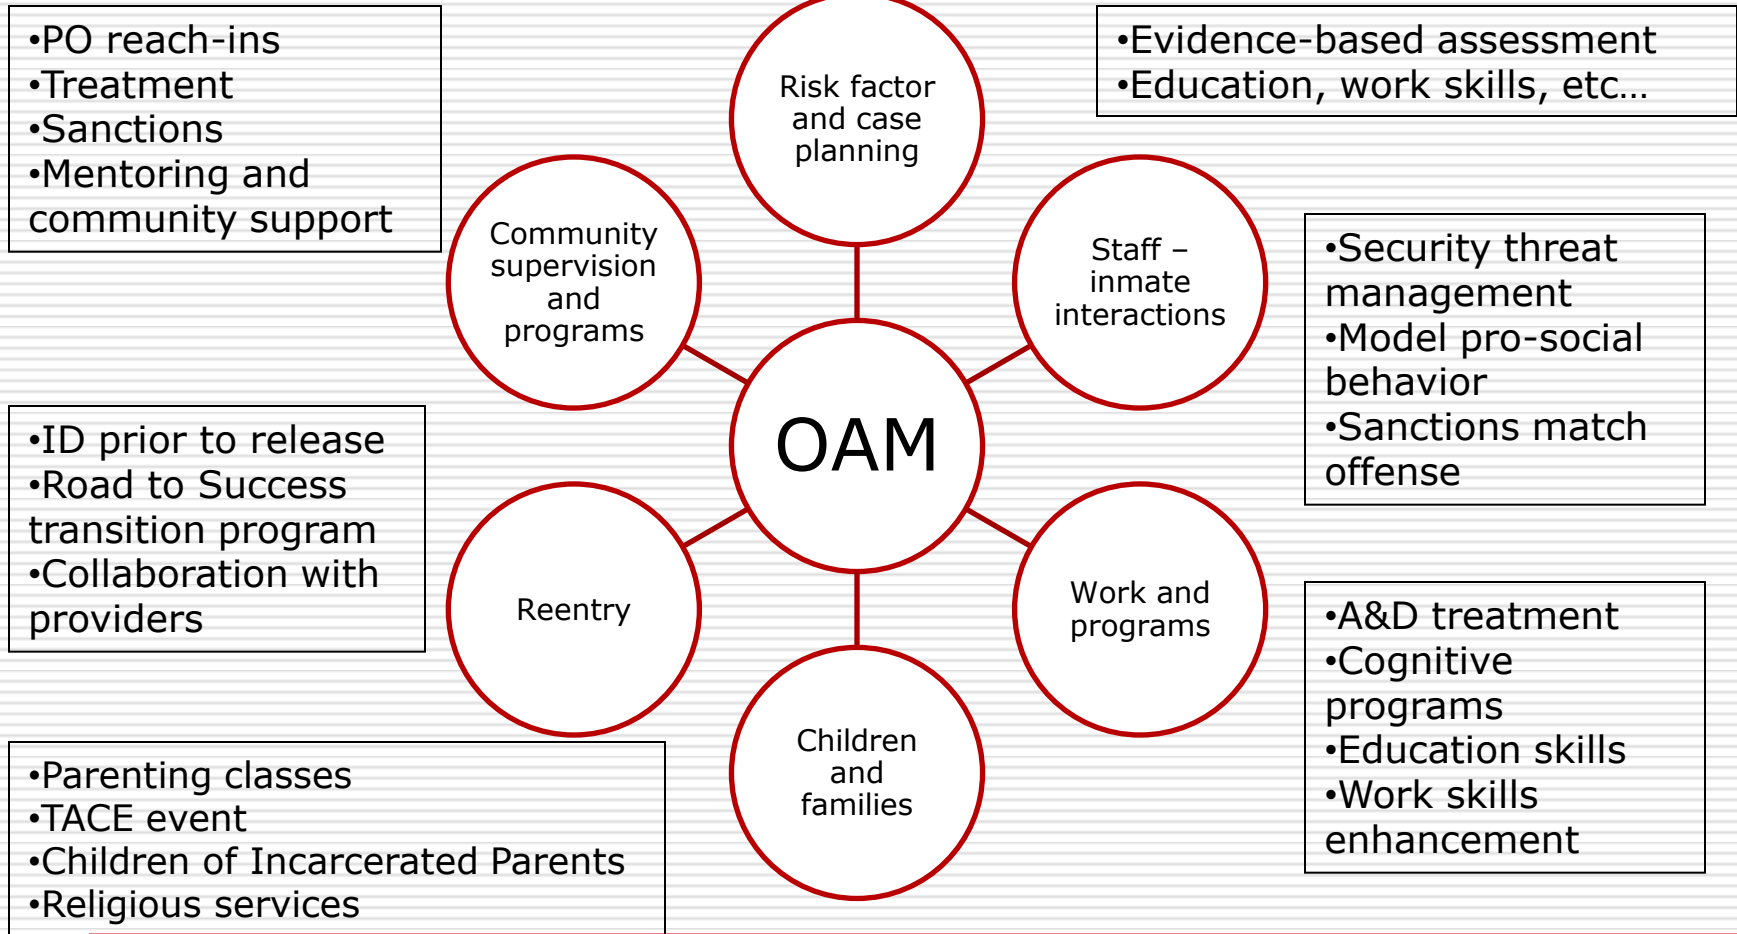 •PO reach-ins
•Treatment
•Sanctions
•Mentoring and
community support
Risk factor
and case
planning
•Evidence-based assessment
•Education, work skills, etc…
Community
supervision
and
programs
Staff –
inmate
interactions
•Security threat
management
•Model pro-social
behavior
•Sanctions match
offense
OAM
•ID prior to release
•Road to Success
transition program
•Collaboration with
providers
Reentry
Work and
programs
•A&D treatment
•Cognitive
programs
•Education skills
•Work skills
enhancement
Children
and
families
•Parenting classes
•TACE event
•Children of Incarcerated Parents
•Religious services